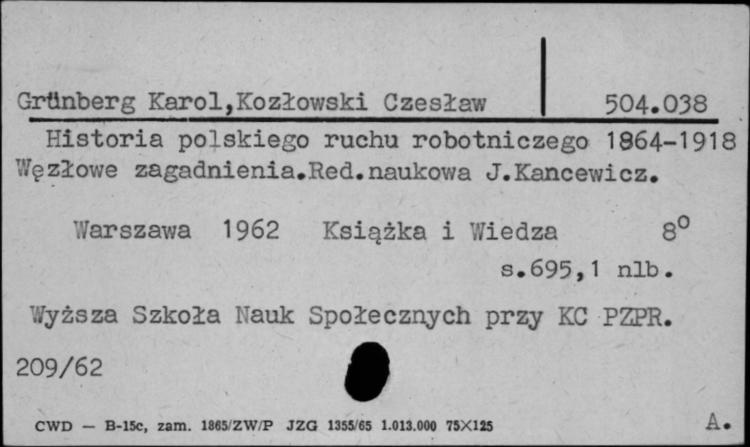 Grünberg Karol,Kozłowski Czesław 504.038
Historia polskiego ruchu robotniczego 1864-1918
Węzłowe zagadnienia.Red.naukowa J.Kancewicz.
Warszawa 1962 Książka i Wiedza 8º
s.695,1 nlb.
Wyższa Szkoła Nauk Społecznych przy KC PZPR.
209/62
CWD — B-15c, zam. 1865/ZW/P JZG 1355/65 1.013.000 75X125
A.